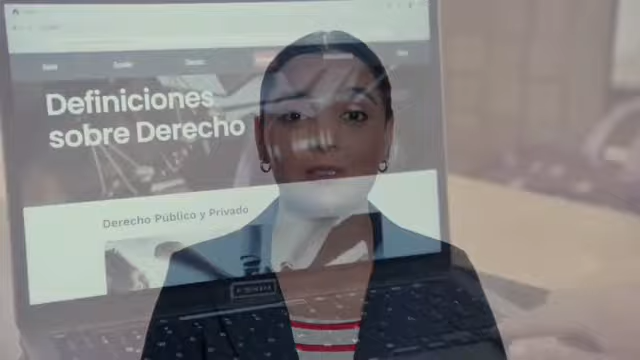 Definiciones
sobre Derecho
Derecho Público y Privado